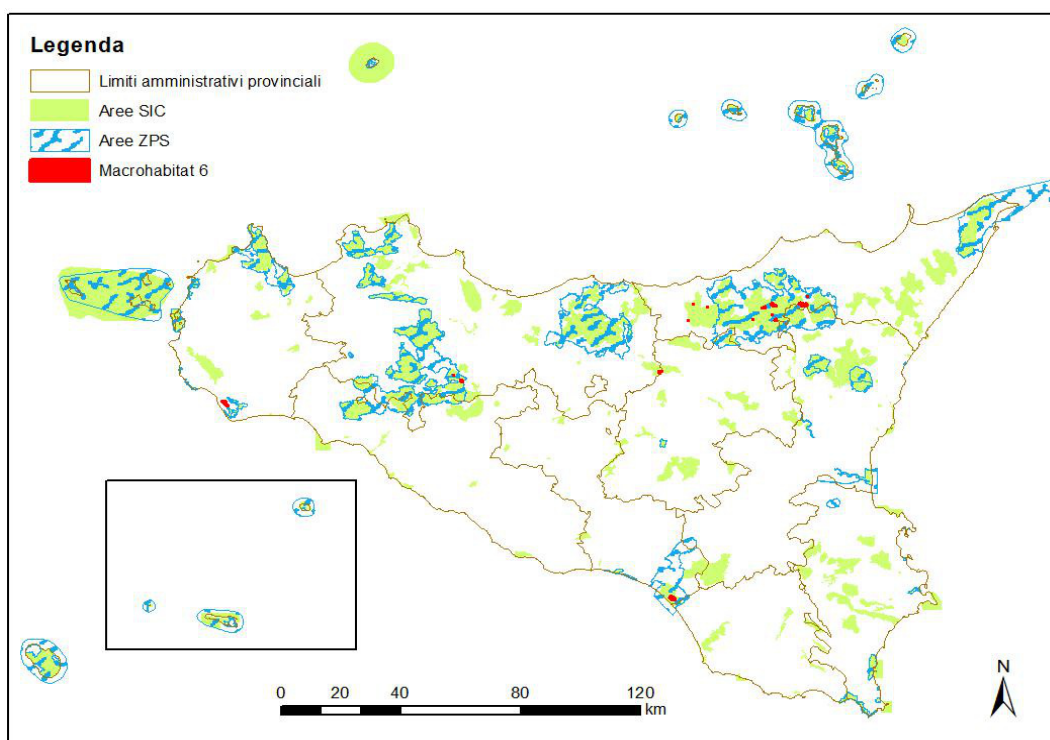 Legenda
Limiti amministrativi provinciali
Aree SIC
Aree ZPS
Macrohabitat 6
N
0 20 40 80 120
km